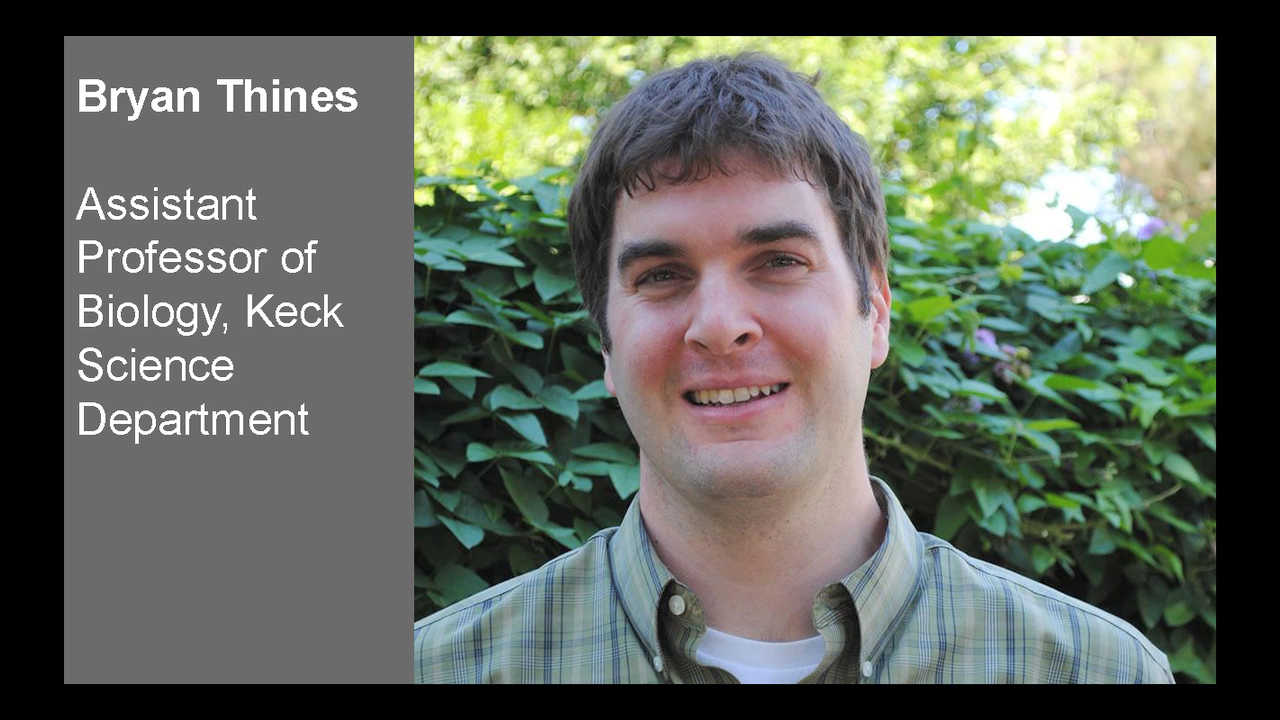 Bryan Thines
Assistant
Professor of
Biology, Keck
Science
Department